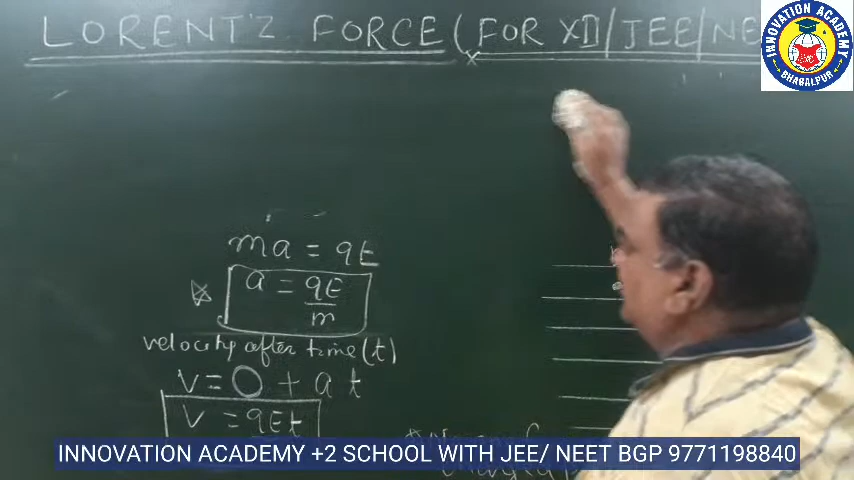 LORENT'Z FORCE (FOR XII/JEE/NE
INNOVATION ACADEMY
BHAGALPUR
ma = qE
a = qE/m
velocity after time (t)
v = 0 + a t
v = qEt
INNOVATION ACADEMY +2 SCHOOL WITH JEE/ NEET BGP 9771198840